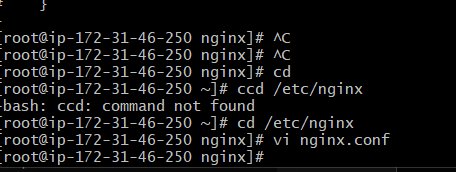 # }
[root@ip-172-31-46-250 nginx]# ^C
[root@ip-172-31-46-250 nginx]# ^C
[root@ip-172-31-46-250 nginx]# cd
[root@ip-172-31-46-250 ~]# ccd /etc/nginx
-bash: ccd: command not found
[root@ip-172-31-46-250 ~]# cd /etc/nginx
[root@ip-172-31-46-250 nginx]# vi nginx.conf
[root@ip-172-31-46-250 nginx]#